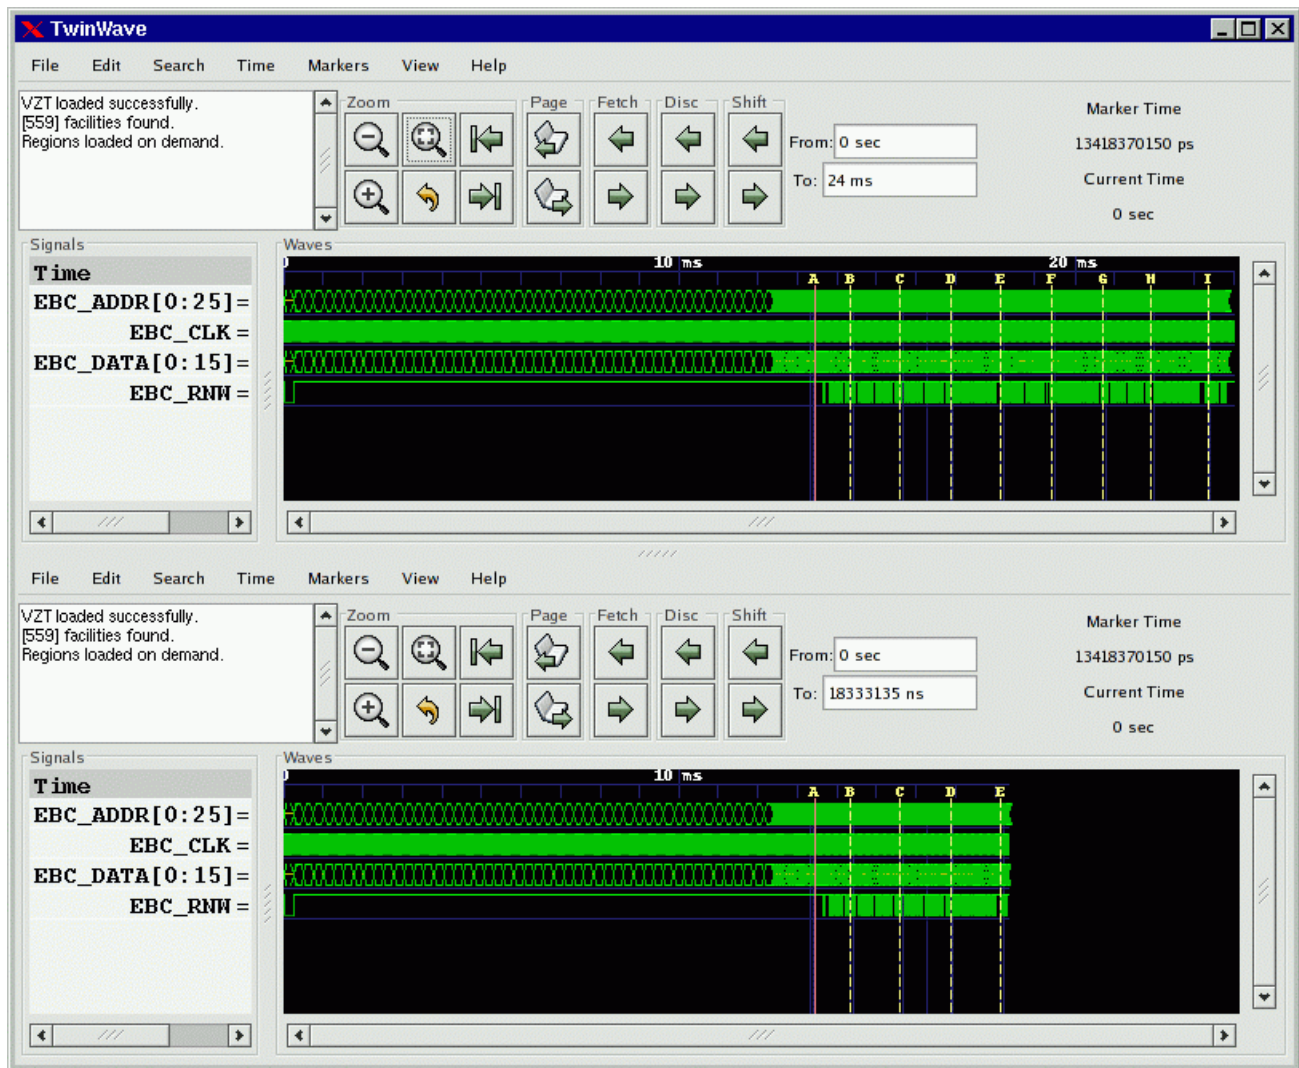 TwinWave
File Edit Search Time Markers View Help
VZT loaded successfully.
[559] facilities found.
Regions loaded on demand.
Zoom Page Fetch Disc Shift
From: 0 sec
To: 24 ms
Marker Time
13418370150 ps
Current Time
0 sec
Signals
Time
EBC_ADDR[0:25]=
EBC_CLK =
EBC_DATA[0:15]=
EBC_RNW =
Waves
0 10 ms 20 ms
A B C D E F G H I
File Edit Search Time Markers View Help
VZT loaded successfully.
[559] facilities found.
Regions loaded on demand.
Zoom Page Fetch Disc Shift
From: 0 sec
To: 18333135 ns
Marker Time
13418370150 ps
Current Time
0 sec
Signals
Time
EBC_ADDR[0:25]=
EBC_CLK =
EBC_DATA[0:15]=
EBC_RNW =
Waves
0 10 ms
A B C D E